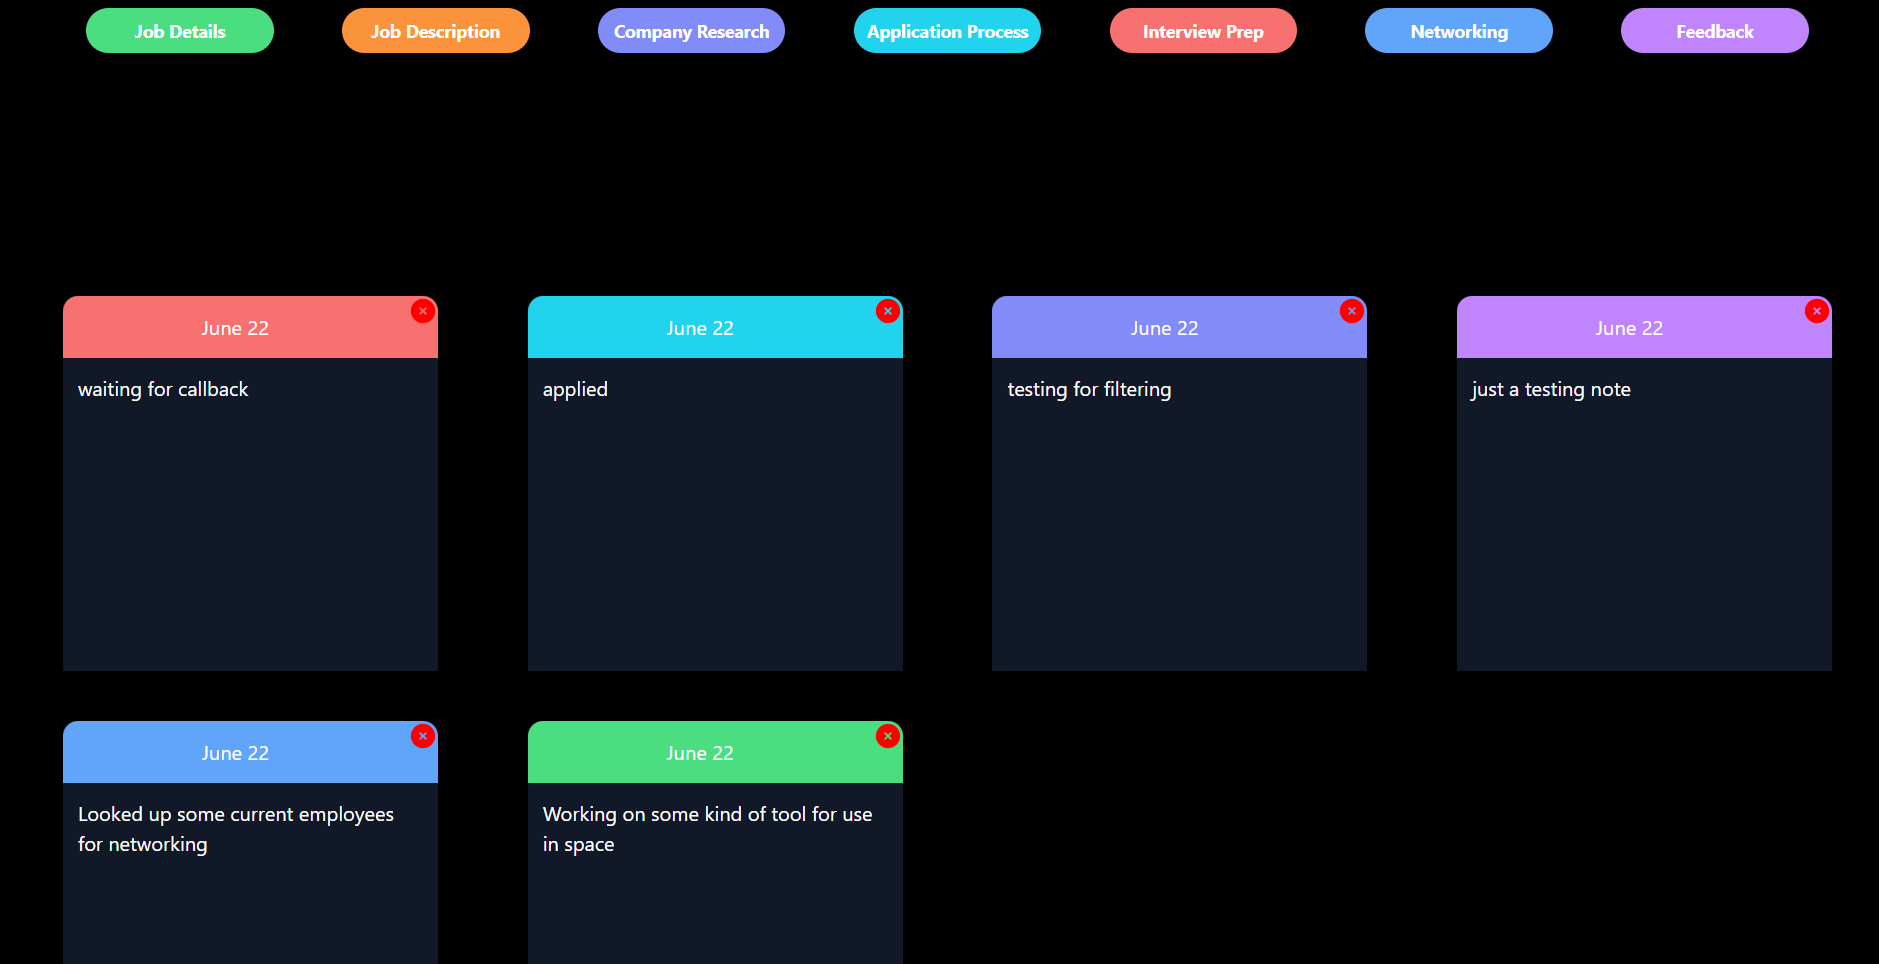 Job Details
Job Description
Company Research
Application Process
Interview Prep
Networking
Feedback
June 22
June 22
June 22
June 22
waiting for callback
applied
testing for filtering
just a testing note
June 22
June 22
Looked up some current employees
for networking
Working on some kind of tool for use
in space